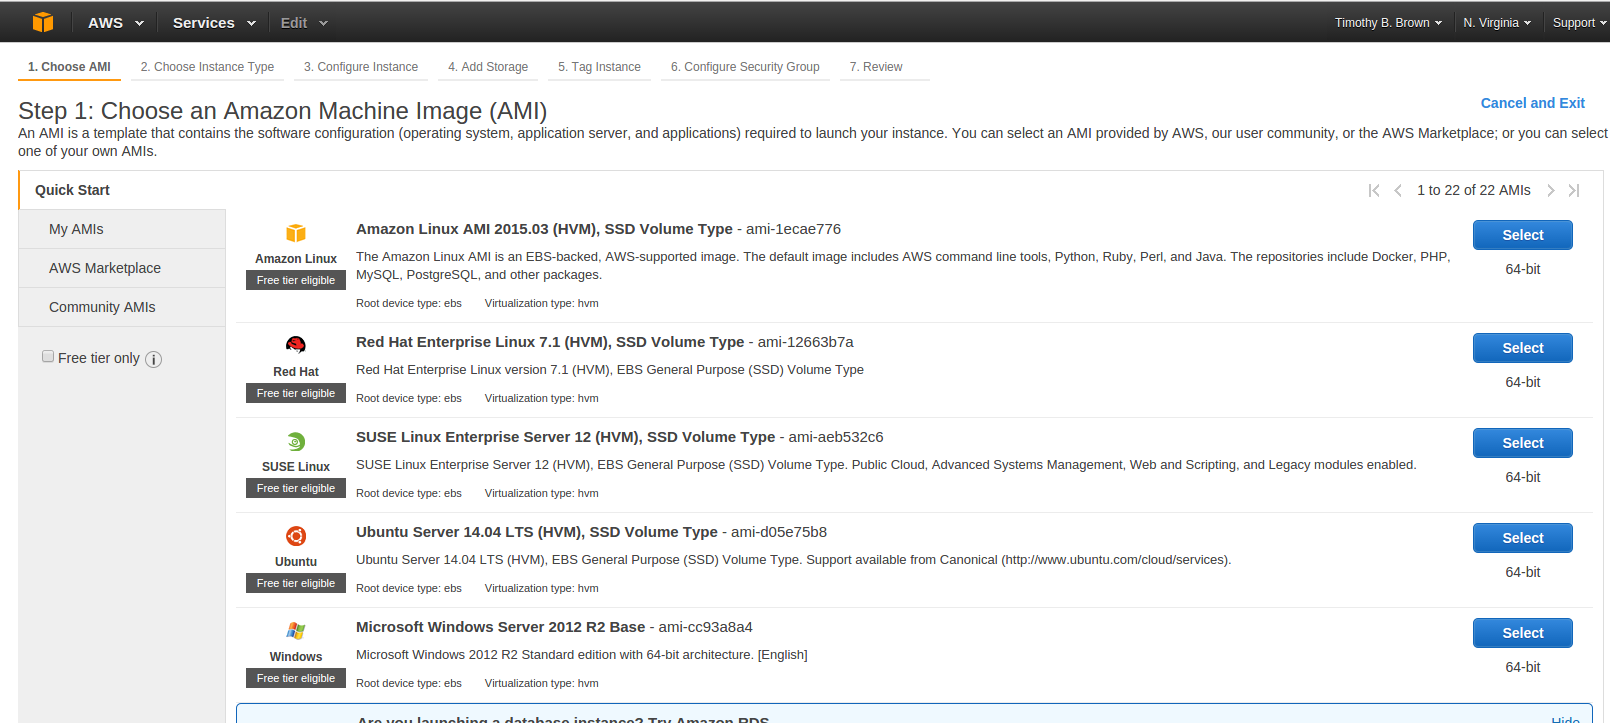 AWS Services Edit Timothy B. Brown N. Virginia Support
1. Choose AMI 2. Choose Instance Type 3. Configure Instance 4. Add Storage 5. Tag Instance 6. Configure Security Group 7. Review
Step 1: Choose an Amazon Machine Image (AMI)
Cancel and Exit
An AMI is a template that contains the software configuration (operating system, application server, and applications) required to launch your instance. You can select an AMI provided by AWS, our user community, or the AWS Marketplace; or you can select
one of your own AMIs.
Quick Start
1 to 22 of 22 AMIs
My AMIs
AWS Marketplace
Community AMIs
Free tier only
Amazon Linux
Free tier eligible
Amazon Linux AMI 2015.03 (HVM), SSD Volume Type - ami-1ecae776
The Amazon Linux AMI is an EBS-backed, AWS-supported image. The default image includes AWS command line tools, Python, Ruby, Perl, and Java. The repositories include Docker, PHP,
MySQL, PostgreSQL, and other packages.
Root device type: ebs Virtualization type: hvm
Select
64-bit
Red Hat
Free tier eligible
Red Hat Enterprise Linux 7.1 (HVM), SSD Volume Type - ami-12663b7a
Red Hat Enterprise Linux version 7.1 (HVM), EBS General Purpose (SSD) Volume Type
Root device type: ebs Virtualization type: hvm
Select
64-bit
SUSE Linux
Free tier eligible
SUSE Linux Enterprise Server 12 (HVM), SSD Volume Type - ami-aeb532c6
SUSE Linux Enterprise Server 12 (HVM), EBS General Purpose (SSD) Volume Type. Public Cloud, Advanced Systems Management, Web and Scripting, and Legacy modules enabled.
Root device type: ebs Virtualization type: hvm
Select
64-bit
Ubuntu
Free tier eligible
Ubuntu Server 14.04 LTS (HVM), SSD Volume Type - ami-d05e75b8
Ubuntu Server 14.04 LTS (HVM), EBS General Purpose (SSD) Volume Type. Support available from Canonical (http://www.ubuntu.com/cloud/services).
Root device type: ebs Virtualization type: hvm
Select
64-bit
Windows
Free tier eligible
Microsoft Windows Server 2012 R2 Base - ami-cc93a8a4
Microsoft Windows 2012 R2 Standard edition with 64-bit architecture. [English]
Root device type: ebs Virtualization type: hvm
Select
64-bit
Are you launching a database instance? Try Amazon RDS.
Hide